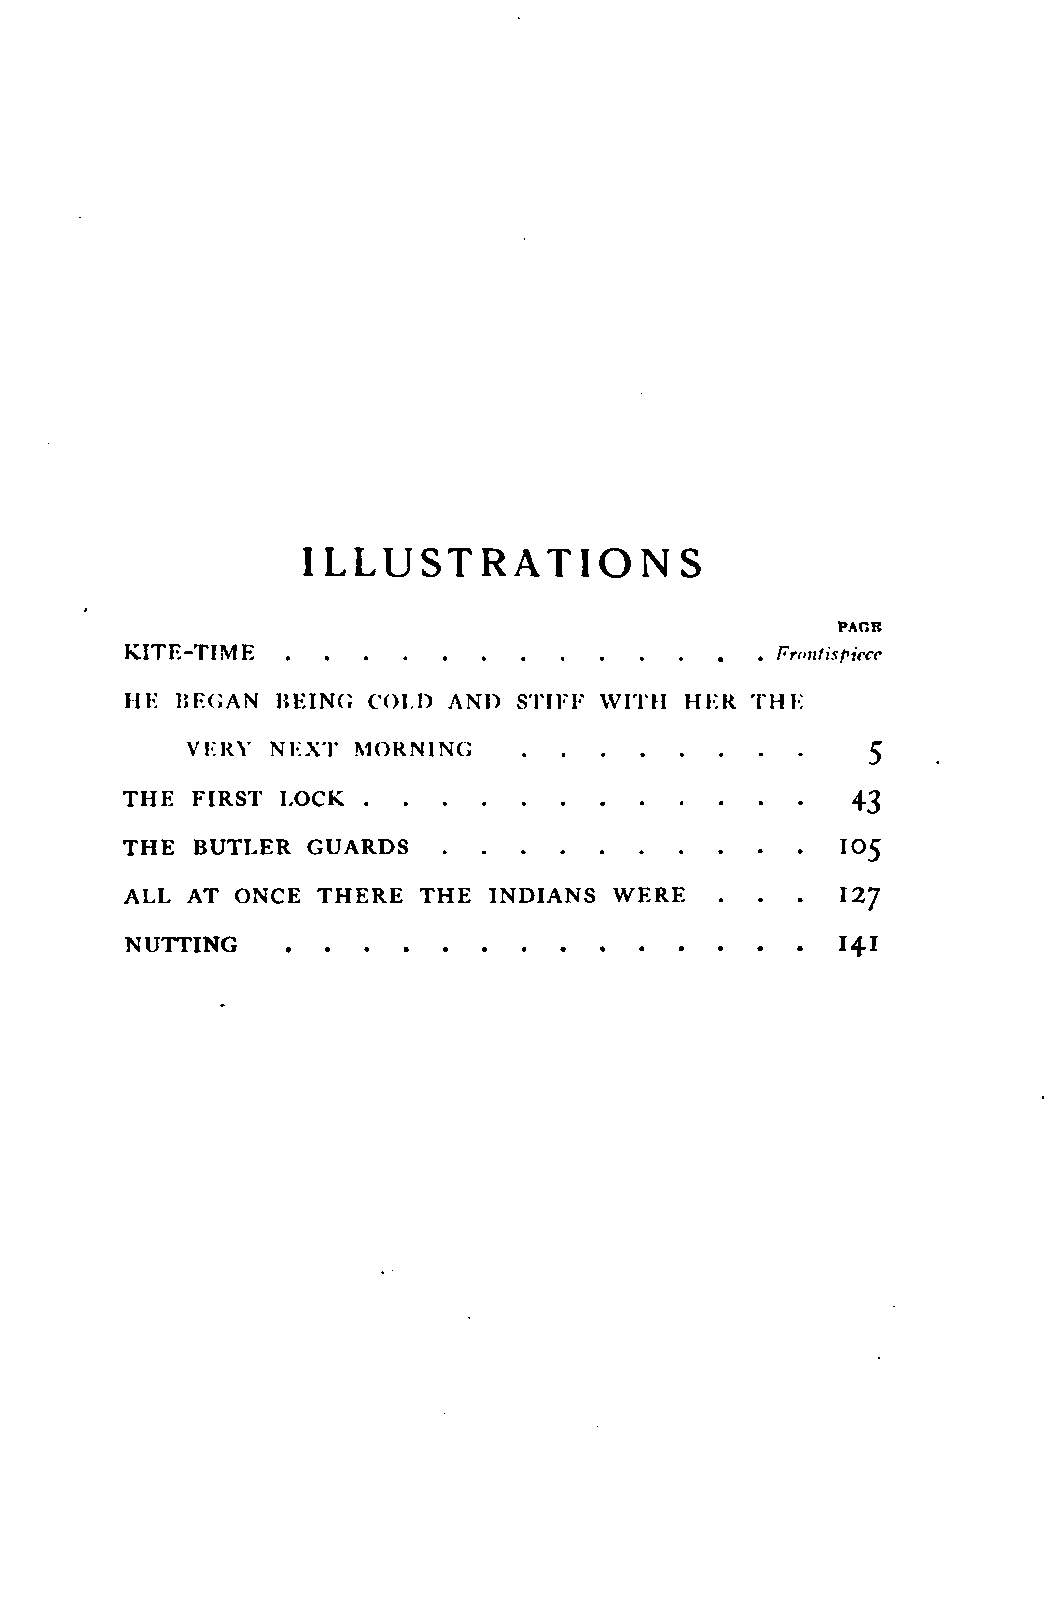 ILLUSTRATIONS
PAGE
KITE-TIME . . . . . . . . . . . . . Frontispiece
HE BEGAN BEING COLD AND STIFF WITH HER THE
VERY NEXT MORNING . . . . . . . . 5
THE FIRST LOCK . . . . . . . . . . . . 43
THE BUTLER GUARDS . . . . . . . . . . 105
ALL AT ONCE THERE THE INDIANS WERE . . . 127
NUTTING . . . . . . . . . . . . . . 141